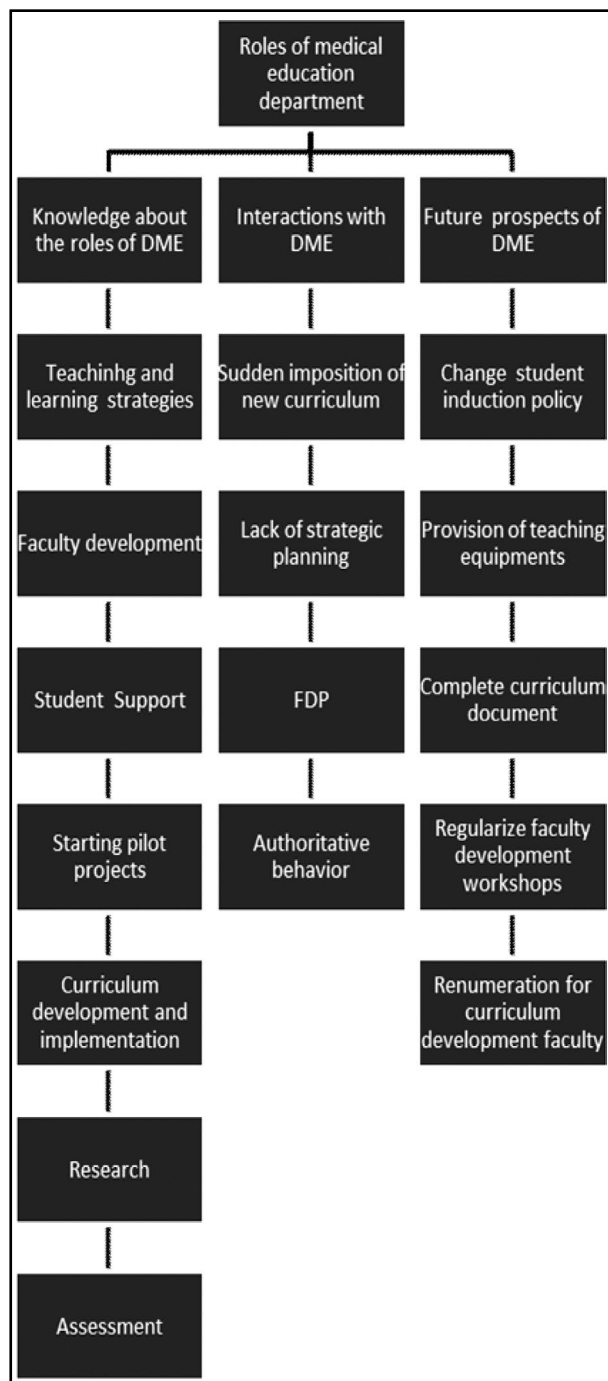 Roles of medical
education
department
Knowledge about
the roles of DME
Interactions with
DME
Future prospects of
DME
Teachinhg and
learning strategies
Sudden imposition of
new curriculum
Change student
induction policy
Faculty development
Lack of strategic
planning
Provision of teaching
equipments
Student Support
FDP
Complete curriculum
document
Starting pilot
projects
Authoritative
behavior
Regularize faculty
development
workshops
Curriculum
development and
implementation
Renumeration for
curriculum
development faculty
Research
Assessment